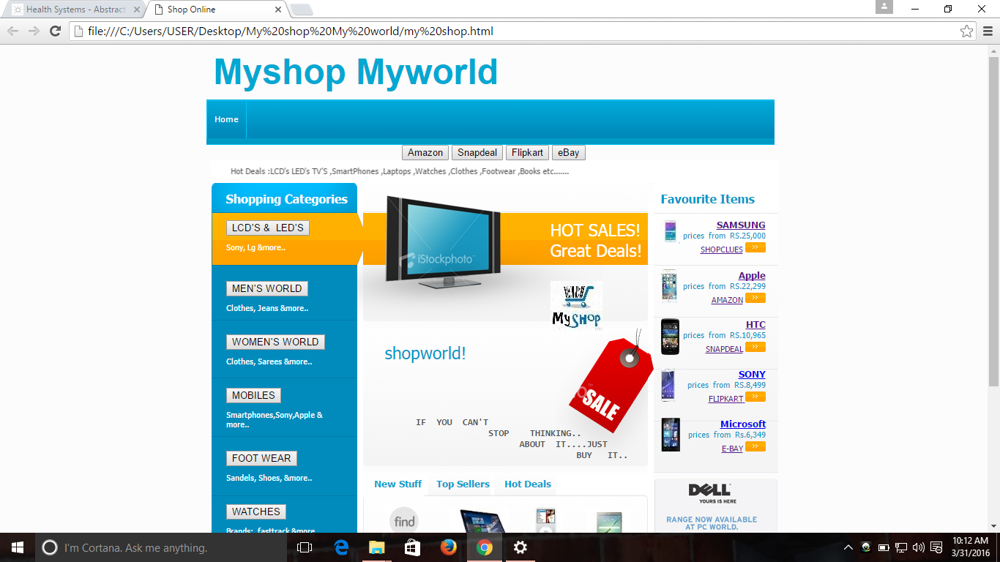 Health Systems - Abstract
Shop Online
file:///C:/Users/USER/Desktop/My%20shop%20My%20world/my%20shop.html
Myshop Myworld
Home
Amazon Snapdeal Flipkart eBay
Hot Deals :LCD's LED's TV'S ,SmartPhones ,Laptops ,Watches ,Clothes ,Footwear ,Books etc.......
Shopping Categories
LCD'S & LED'S
Sony, Lg &more..
MEN'S WORLD
Clothes, Jeans &more..
WOMEN'S WORLD
Clothes, Sarees &more..
MOBILES
Smartphones,Sony,Apple &
more..
FOOT WEAR
Sandels, Shoes, &more..
WATCHES
Brands: fasttrack &more
HOT SALES!
Great Deals!
iStockphoto
MySHOP
shopworld!
SALE
IF YOU CAN'T
STOP THINKING..
ABOUT IT....JUST
BUY IT..
New Stuff Top Sellers Hot Deals
find
Favourite Items
SAMSUNG
prices from RS.25,000
SHOPCLUES
Apple
prices from RS.22,299
AMAZON
HTC
prices from RS.10,965
SNAPDEAL
SONY
prices from RS.8,499
FLIPKART
Microsoft
prices from Rs.6,349
E-BAY
DELL
YOURS IS HERE
RANGE NOW AVAILABLE
AT PC WORLD.
I'm Cortana. Ask me anything.
10:12 AM
3/31/2016